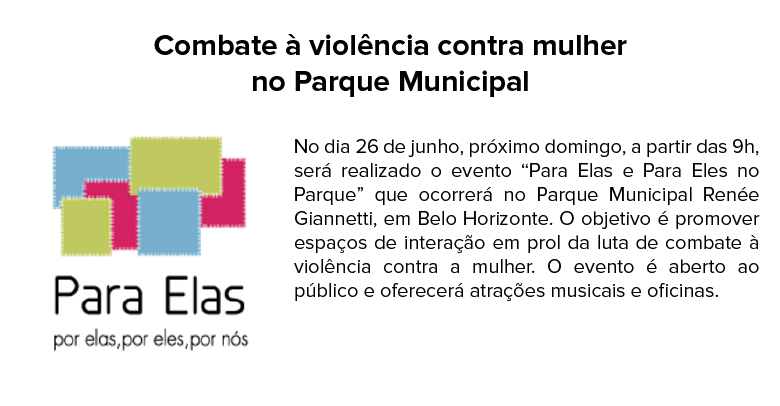 Combate à violência contra mulher
no Parque Municipal
No dia 26 de junho, próximo domingo, a partir das 9h,
será realizado o evento “Para Elas e Para Eles no
Parque” que ocorrerá no Parque Municipal Renée
Giannetti, em Belo Horizonte. O objetivo é promover
espaços de interação em prol da luta de combate à
violência contra a mulher. O evento é aberto ao
público e oferecerá atrações musicais e oficinas.
Para Elas
por elas,por eles,por nós